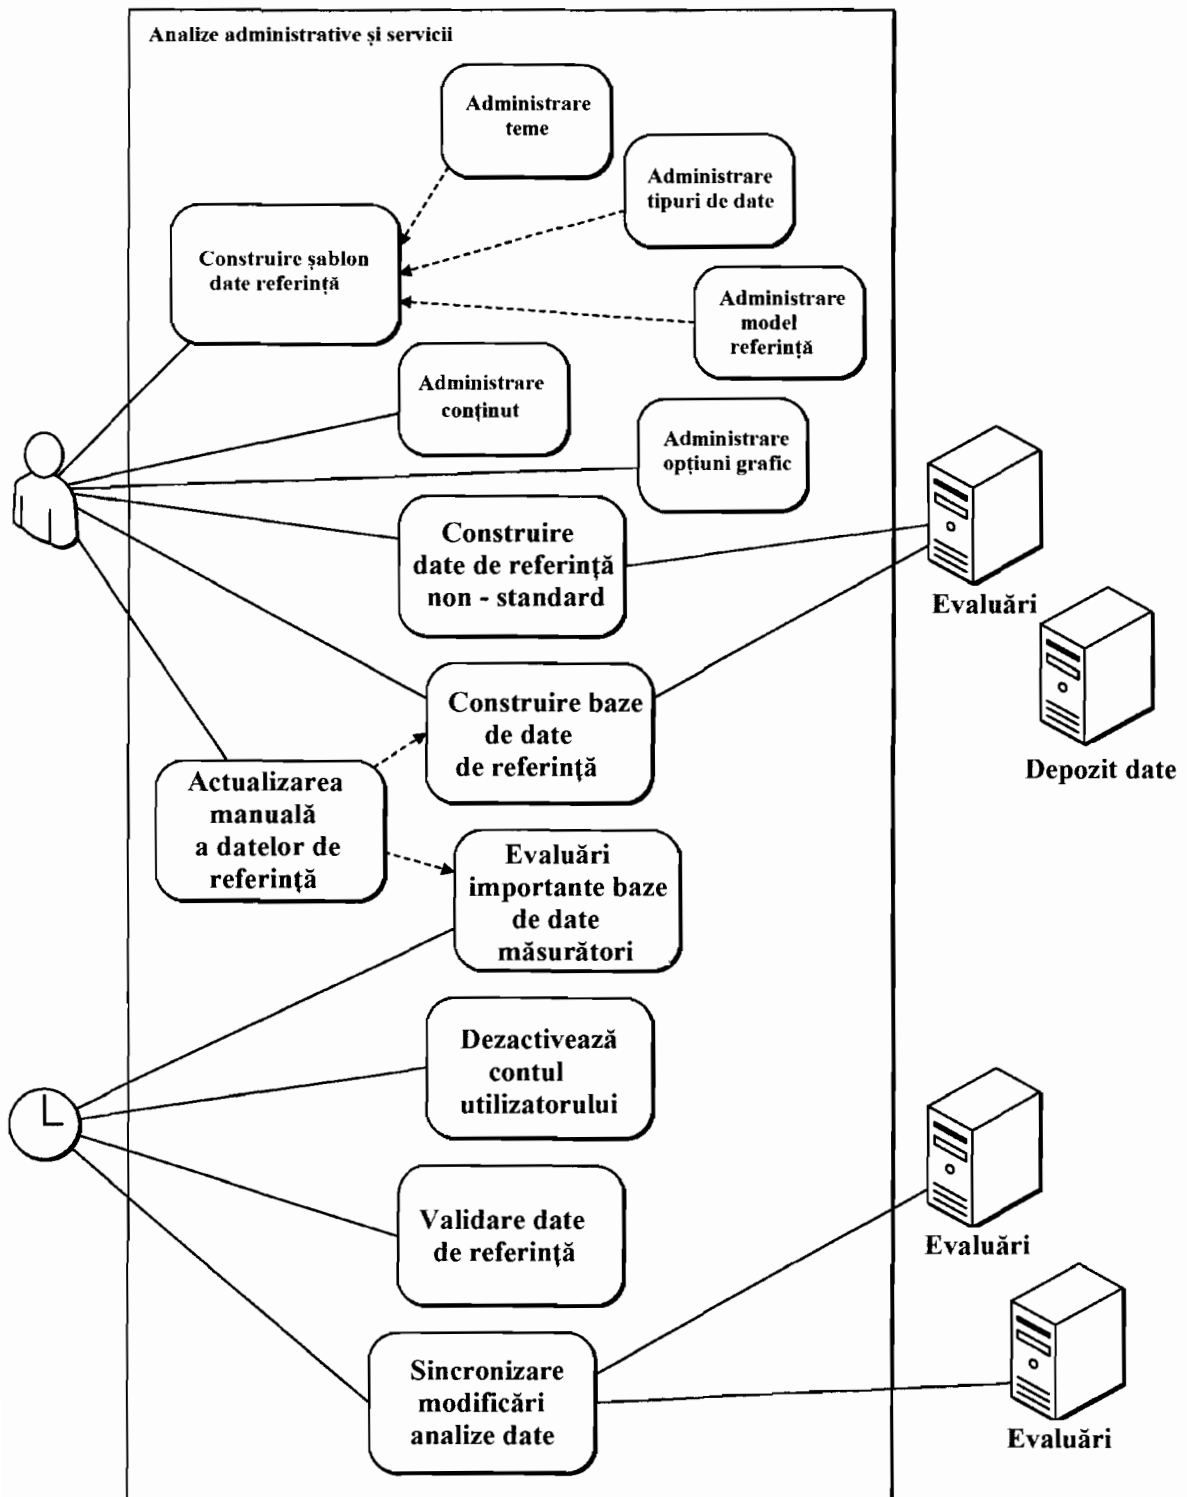 Analize administrative și servicii
Administrare
teme
Administrare
tipuri de date
Construire șablon
date referință
Administrare
model
referință
Administrare
conținut
Administrare
opțiuni grafic
Construire
date de referință
non - standard
Evaluări
Construire baze
de date
de referință
Depozit date
Actualizarea
manuală
a datelor de
referință
Evaluări
importante baze
de date
măsurători
Dezactivează
contul
utilizatorului
Validare date
de referință
Evaluări
Sincronizare
modificări
analize date
Evaluări